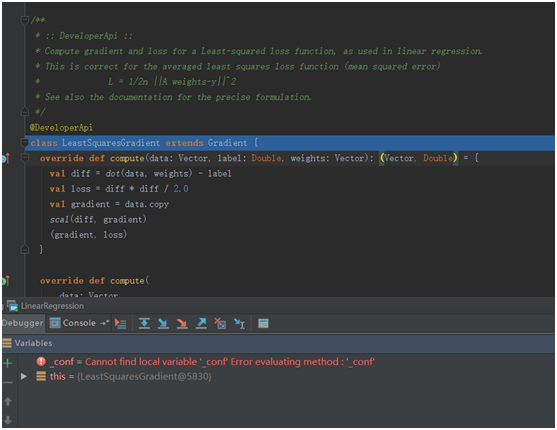 /**
* :: DeveloperApi ::
* Compute gradient and loss for a Least-squared loss function, as used in linear regression.
* This is correct for the averaged least squares loss function (mean squared error)
* L = 1/2n ||A weights-y||^2
* See also the documentation for the precise formulation.
*/
@DeveloperApi
class LeastSquaresGradient extends Gradient {
override def compute(data: Vector, label: Double, weights: Vector): (Vector, Double) = {
val diff = dot(data, weights) - label
val loss = diff * diff / 2.0
val gradient = data.copy
scal(diff, gradient)
(gradient, loss)
}
override def compute(
data: Vector
LinearRegression
Debugger Console
Variables
_conf = Cannot find local variable '_conf' Error evaluating method : '_conf'
this = {LeastSquaresGradient@5830}